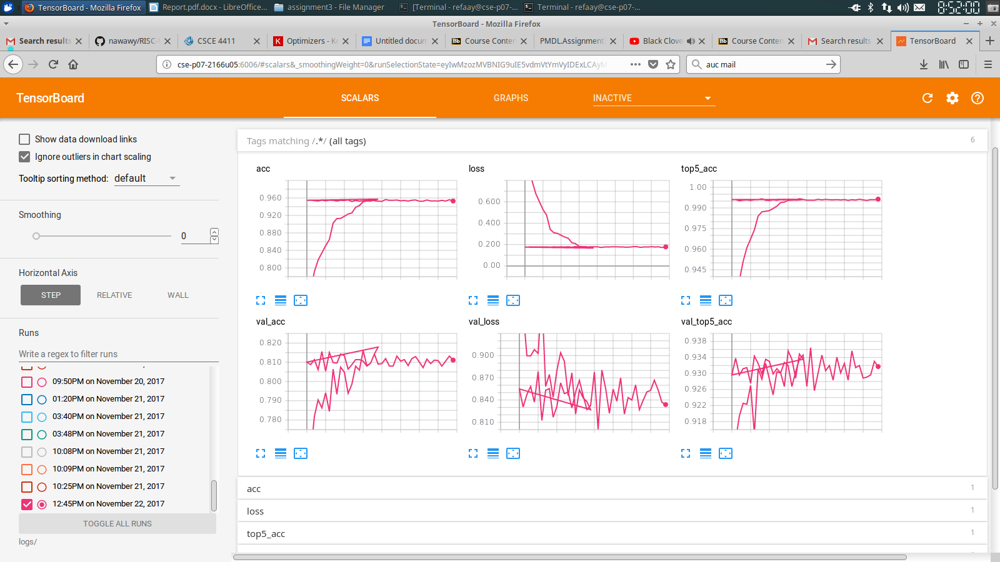 TensorBoard - Mozilla Firefox
Report.pdf.docx - LibreOffice...
assignment3 - File Manager
[Terminal - refaay@cse-p07-...
Terminal - refaay@cse-p07-...
8:52:00
TensorBoard - Mozilla Firefox
Search results
nawawy/RISC-
CSCE 4411
Optimizers - Ke
Untitled docum
Course Conten
PMDL.Assignment
Black Clove
Course Conten
Search results
TensorBoard
cse-p07-2166u05:6006/#scalars&_smoothingWeight=0&runSelectionState=eyIwMzozMVBNIG9uIE5vdmVtYmVyIDExLCAyM
auc mail
TensorBoard
SCALARS
GRAPHS
INACTIVE
Show data download links
Ignore outliers in chart scaling
Tooltip sorting method: default
Smoothing
0
Horizontal Axis
STEP
RELATIVE
WALL
Runs
Write a regex to filter runs
09:50PM on November 20, 2017
01:20PM on November 21, 2017
03:40PM on November 21, 2017
03:48PM on November 21, 2017
10:08PM on November 21, 2017
10:09PM on November 21, 2017
10:25PM on November 21, 2017
12:45PM on November 22, 2017
TOGGLE ALL RUNS
logs/
Tags matching /.*/ (all tags)
6
acc
0.960
0.920
0.880
0.840
0.800
loss
0.600
0.400
0.200
0.00
top5_acc
1.00
0.990
0.975
0.960
0.945
val_acc
0.820
0.810
0.800
0.790
0.780
val_loss
0.900
0.870
0.840
0.810
val_top5_acc
0.938
0.934
0.930
0.926
0.922
0.918
acc
1
loss
1
top5_acc
1